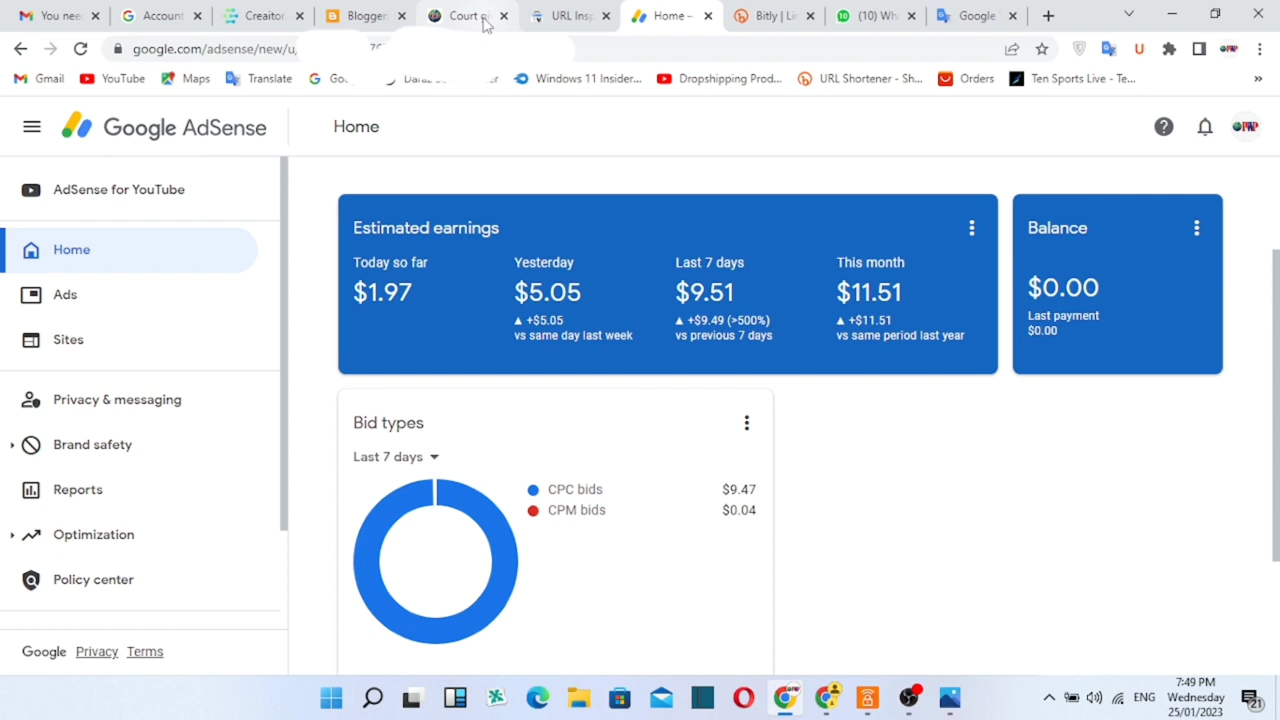 You nee
Account
Creaitor
Blogger
Court
URL Insp
Home –
Bitly | Li
(10) Wh
Google
google.com/adsense/new/u,
Gmail
YouTube
Maps
Translate
Windows 11 Insider...
Dropshipping Prod...
URL Shortener - Sh...
Orders
Ten Sports Live - Te...
»
Google AdSense
Home
AdSense for YouTube
Home
Ads
Sites
Privacy & messaging
Brand safety
Reports
Optimization
Policy center
Google Privacy Terms
Estimated earnings
Today so far
$1.97
Yesterday
$5.05
+$5.05
vs same day last week
Last 7 days
$9.51
+$9.49 (>500%)
vs previous 7 days
This month
$11.51
+$11.51
vs same period last year
Balance
$0.00
Last payment
$0.00
Bid types
Last 7 days
CPC bids $9.47
CPM bids $0.04
ENG
7:49 PM
Wednesday
25/01/2023
21